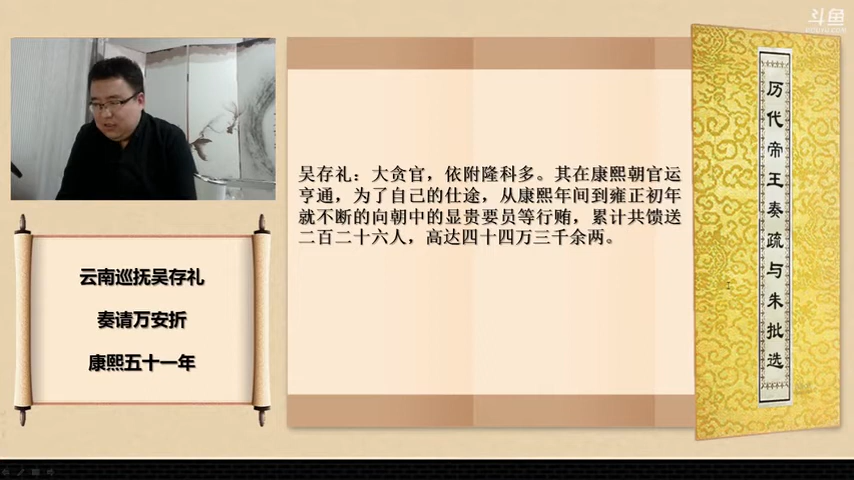 斗鱼
吴存礼：大贪官，依附隆科多。其在康熙朝官运
亨通，为了自己的仕途，从康熙年间到雍正初年
就不断的向朝中的显贵要员等行贿，累计共馈送
二百二十六人，高达四十四万三千余两。
云南巡抚吴存礼
奏请万安折
康熙五十一年
历代帝王奏疏与朱批选